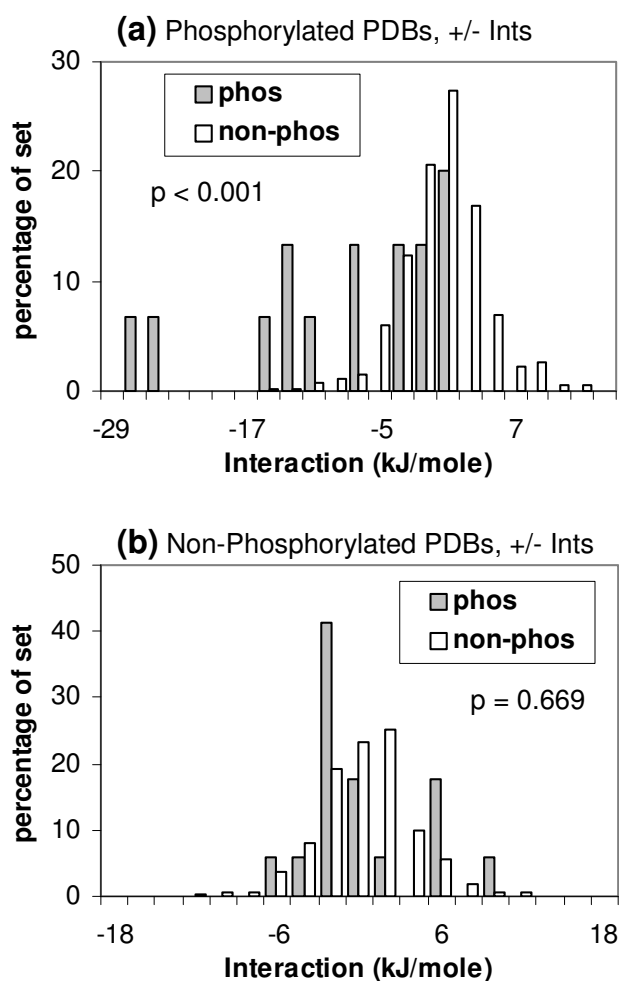 (a) Phosphorylated PDBs, +/- Ints
30
20
10
0
percentage of set
phos
non-phos
p < 0.001
-29 -17 -5 7
Interaction (kJ/mole)
(b) Non-Phosphorylated PDBs, +/- Ints
50
40
30
20
10
0
percentage of set
phos
non-phos
p = 0.669
-18 -6 6 18
Interaction (kJ/mole)